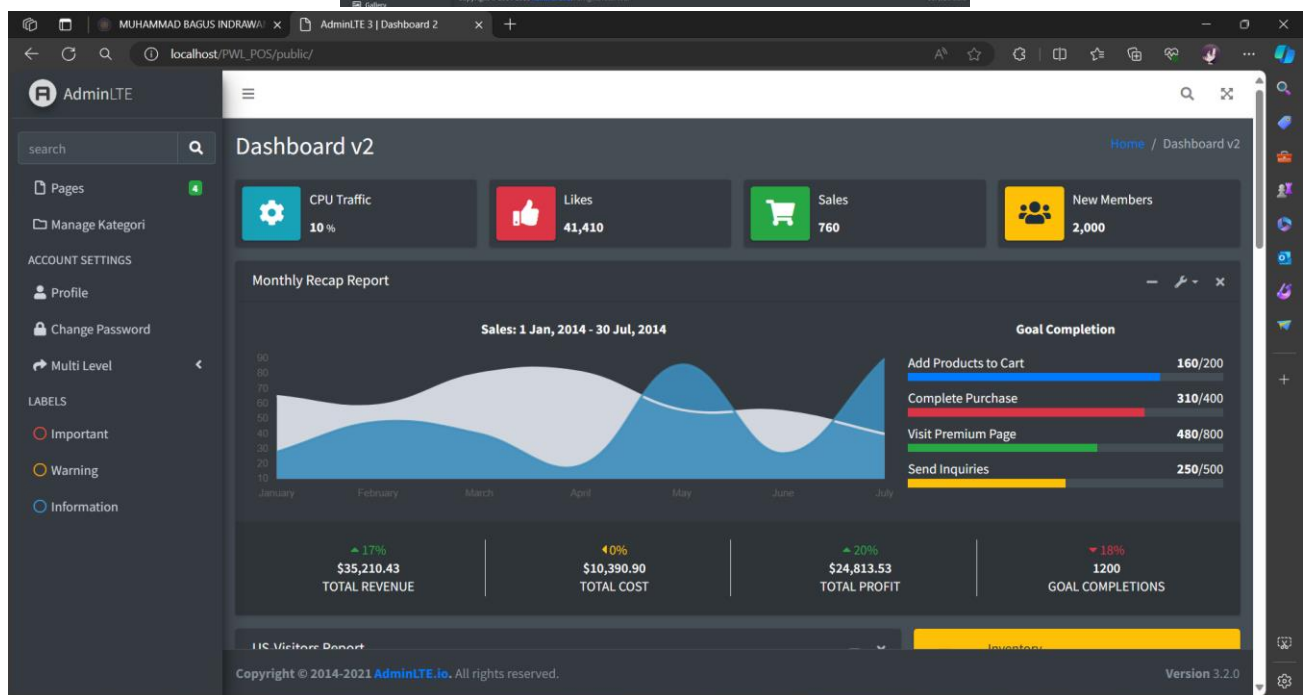 Gallery
MUHAMMAD BAGUS INDRAWA
AdminLTE 3 | Dashboard 2
localhost/PWL_POS/public/
AdminLTE
search
Dashboard v2
Home / Dashboard v2
Pages
4
Manage Kategori
ACCOUNT SETTINGS
Profile
Change Password
Multi Level
LABELS
Important
Warning
Information
CPU Traffic
10 %
Likes
41,410
Sales
760
New Members
2,000
Monthly Recap Report
Sales: 1 Jan, 2014 - 30 Jul, 2014
90
80
70
60
50
40
30
20
10
January February March April May June July
Goal Completion
Add Products to Cart 160/200
Complete Purchase 310/400
Visit Premium Page 480/800
Send Inquiries 250/500
17%
$35,210.43
TOTAL REVENUE
0%
$10,390.90
TOTAL COST
20%
$24,813.53
TOTAL PROFIT
18%
1200
GOAL COMPLETIONS
US-Visitors Report
Inventory
Copyright © 2014-2021 AdminLTE.io. All rights reserved.
Version 3.2.0